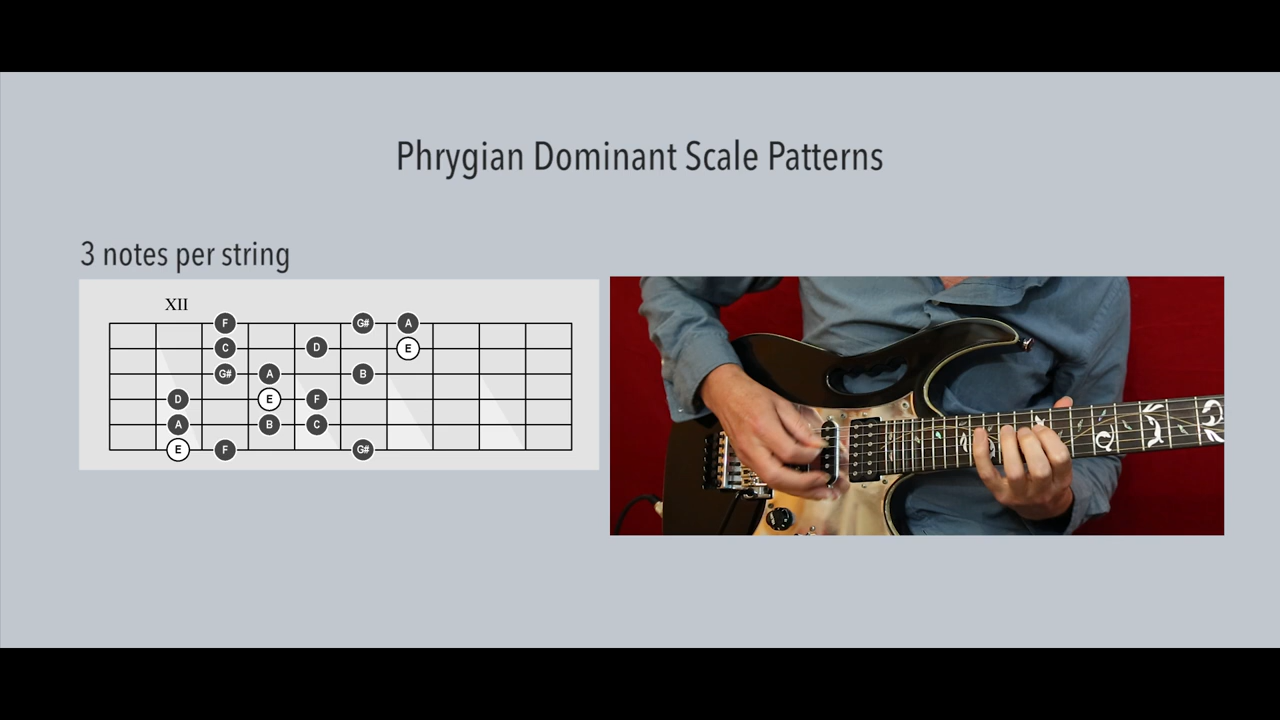 Phrygian Dominant Scale Patterns
3 notes per string
XII
F G# A
C D E
G# A B
D E F
A B C
E F G#